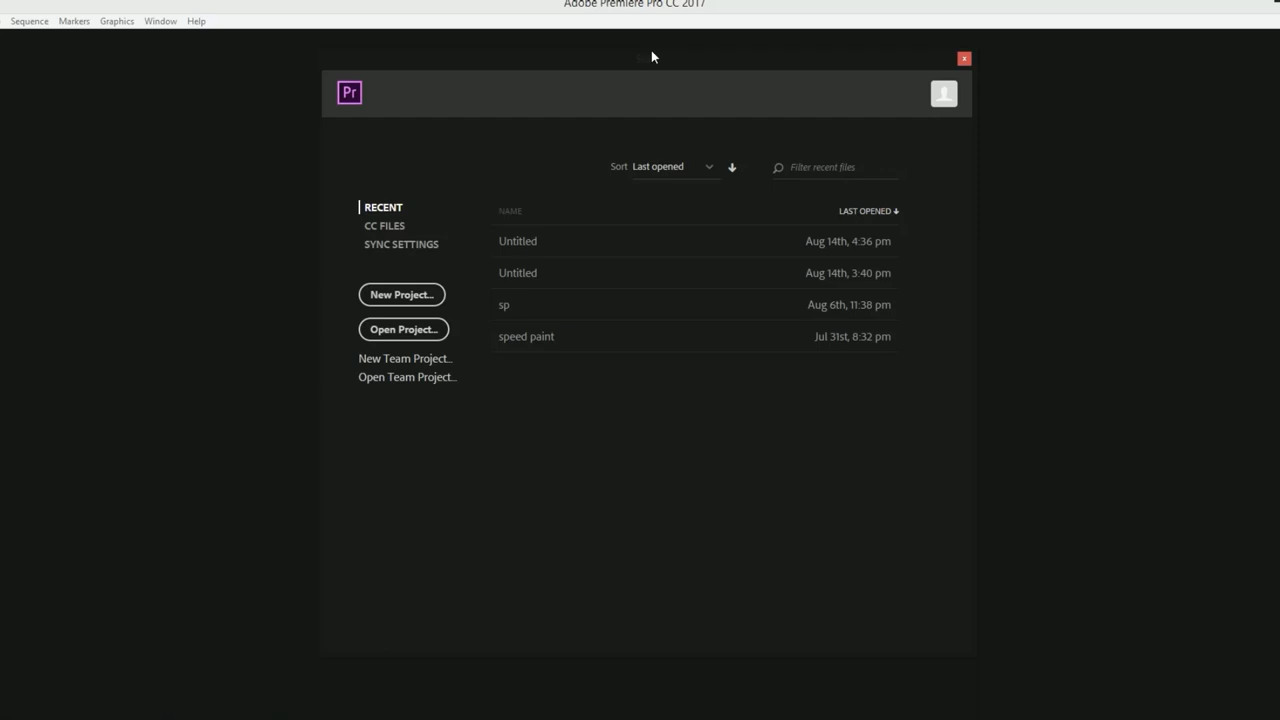 Adobe Premiere Pro CC 2017
Sequence Markers Graphics Window Help
x
Pr
Sort Last opened
Filter recent files
RECENT
CC FILES
SYNC SETTINGS
New Project...
Open Project...
New Team Project...
Open Team Project...
NAME LAST OPENED
Untitled Aug 14th, 4:36 pm
Untitled Aug 14th, 3:40 pm
sp Aug 6th, 11:38 pm
speed paint Jul 31st, 8:32 pm